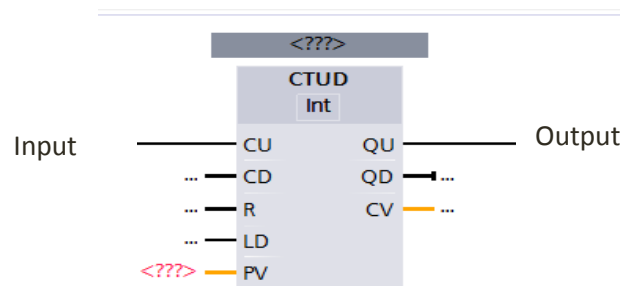 <???>
CTUD
Int
Input CU QU Output
... CD QD ...
... R CV ...
... LD
<???> PV